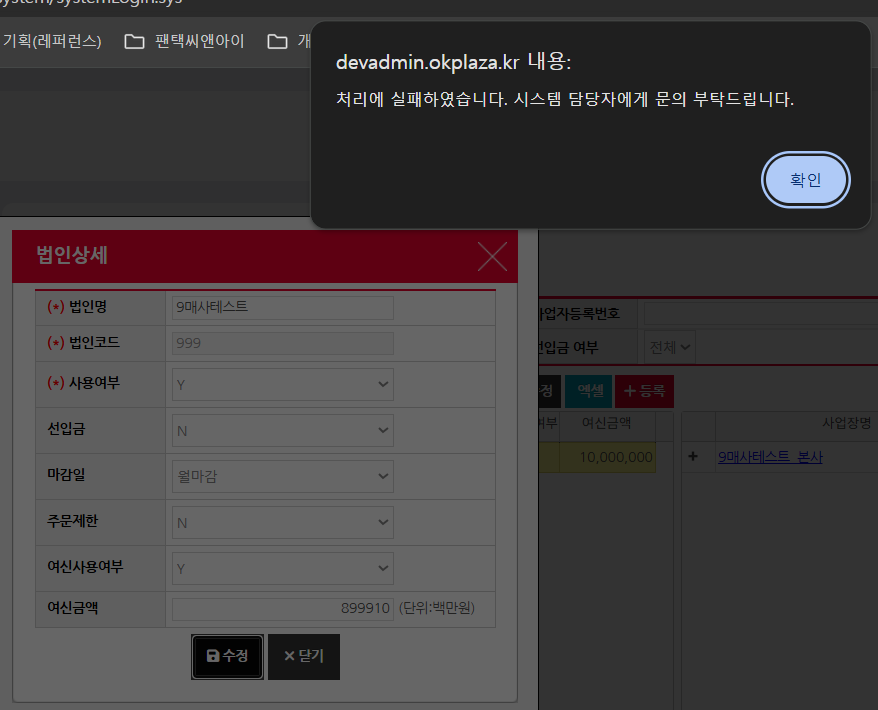 ystem/systemLogin.sys
기획(레퍼런스) 팬택씨앤아이 개
devadmin.okplaza.kr 내용:
처리에 실패하였습니다. 시스템 담당자에게 문의 부탁드립니다.
확인
법인상세
(*) 법인명 9매사테스트
(*) 법인코드 999
(*) 사용여부 Y
선입금 N
마감일 월마감
주문제한 N
여신사용여부 Y
여신금액 899910 (단위:백만원)
수정 닫기
사업자등록번호
선입금 여부 전체
정 엑셀 등록
여부 여신금액 사업장명
10,000,000 9매사테스트_본사